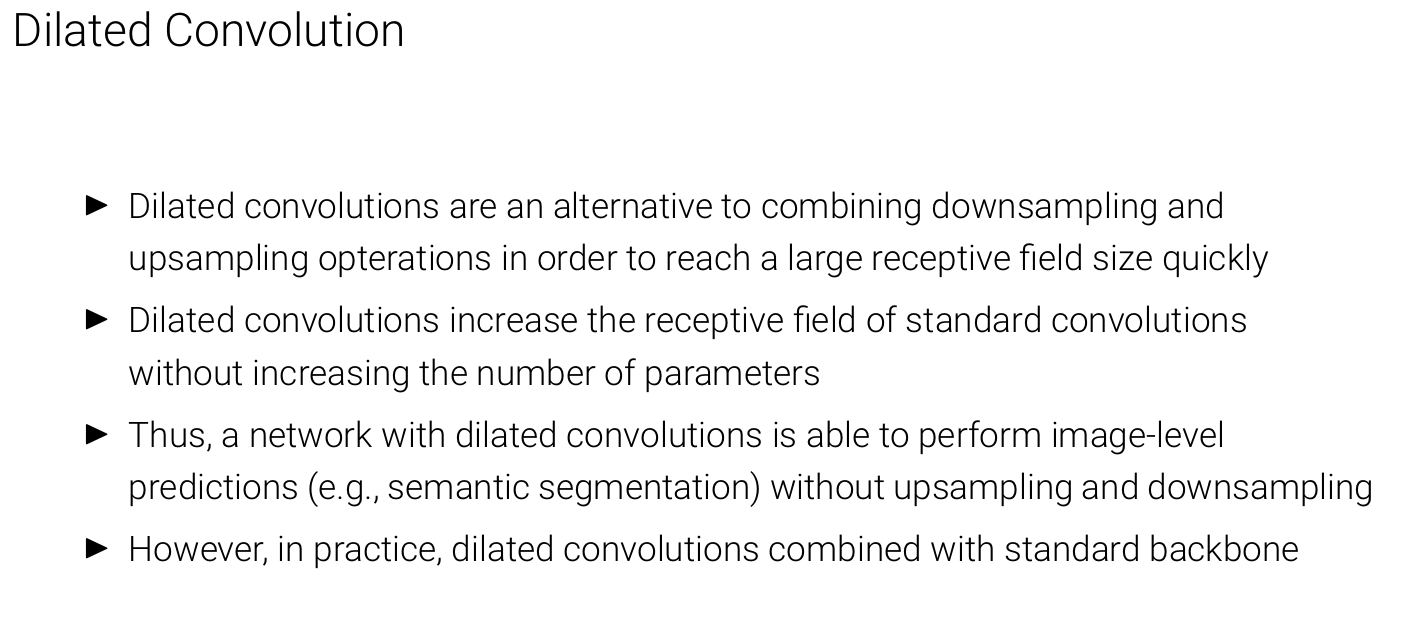 Dilated Convolution
► Dilated convolutions are an alternative to combining downsampling and
upsampling opterations in order to reach a large receptive field size quickly
► Dilated convolutions increase the receptive field of standard convolutions
without increasing the number of parameters
► Thus, a network with dilated convolutions is able to perform image-level
predictions (e.g., semantic segmentation) without upsampling and downsampling
► However, in practice, dilated convolutions combined with standard backbone